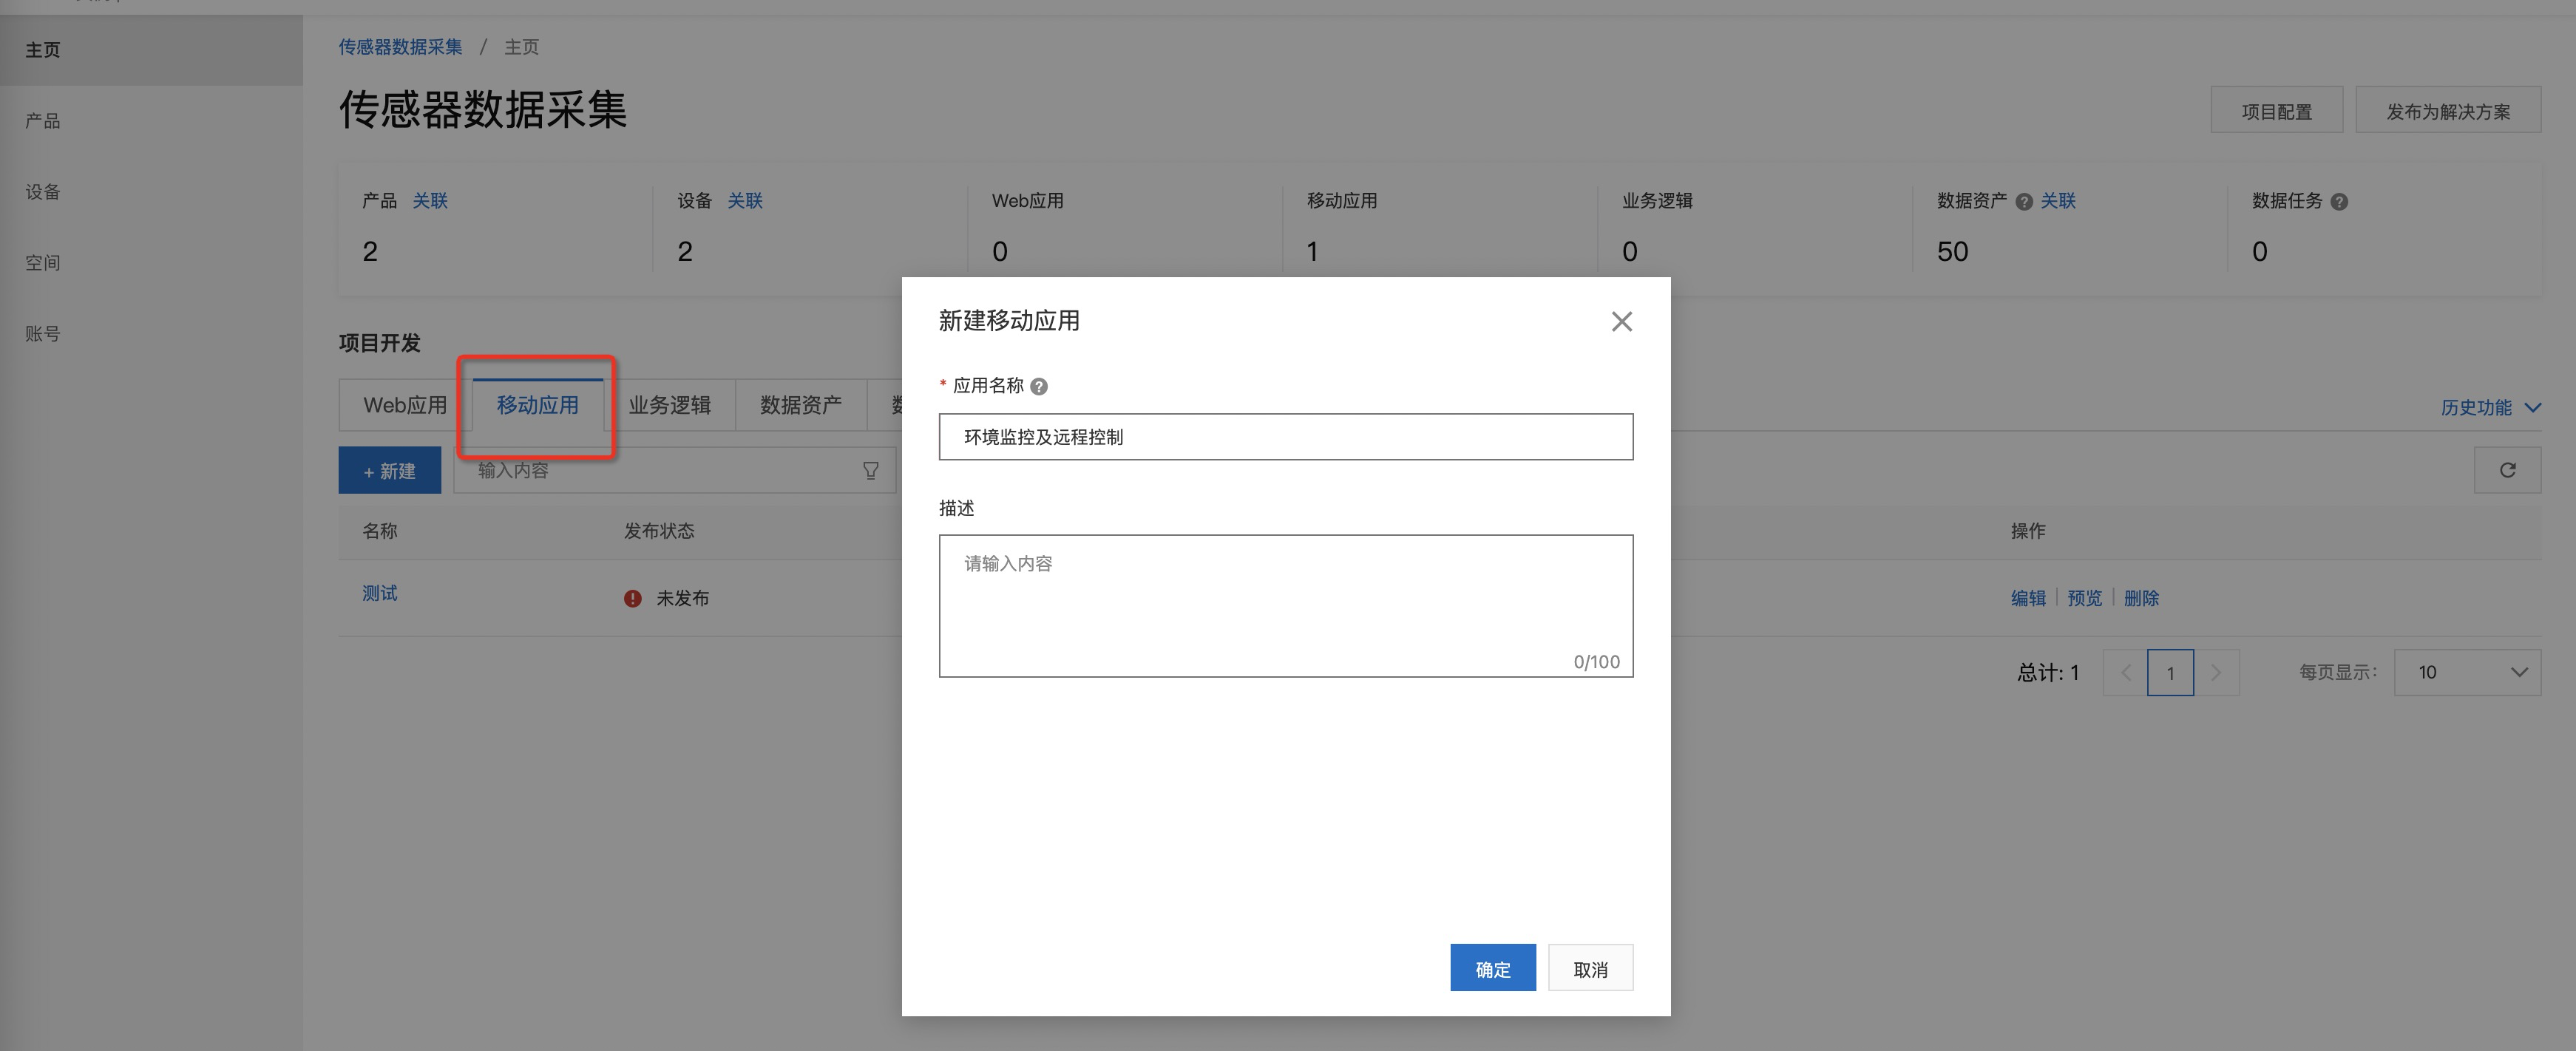 主页
产品
设备
空间
账号
传感器数据采集 / 主页
传感器数据采集
项目配置 发布为解决方案
产品 关联 设备 关联 Web应用 移动应用 业务逻辑 数据资产 ? 关联 数据任务 ?
2 2 0 1 0 50 0
项目开发
Web应用 移动应用 业务逻辑 数据资产
历史功能
+ 新建 输入内容
名称 发布状态 操作
测试 未发布 编辑 预览 删除
总计: 1 1 每页显示: 10
新建移动应用
* 应用名称 ?
环境监控及远程控制
描述
请输入内容
0/100
确定 取消